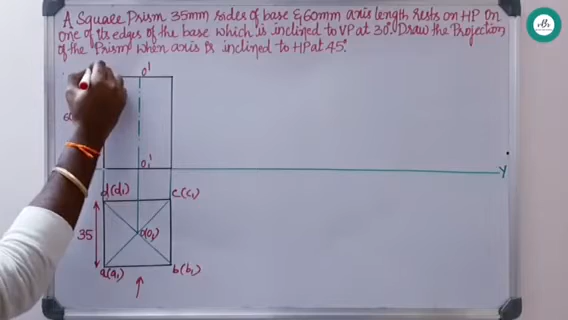 A Square Prism 35mm sides of base & 60mm axis length rests on HP on
one of its edges of the base which is inclined to VP at 30°. Draw the Projection
of the Prism when axis is inclined to HP at 45°.
o'
60
o₁'
Y
d(d₁)
c(c₁)
35
o(o₁)
a(a₁)
b(b₁)